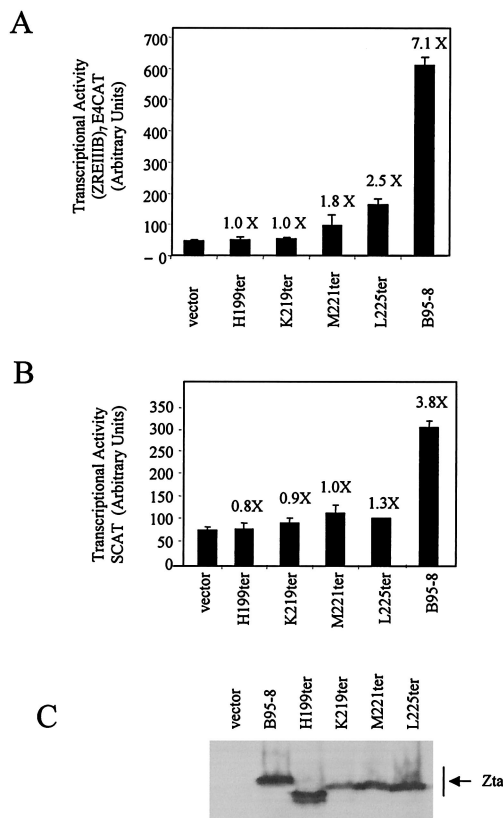 A
Transcriptional Activity
(ZREIIIB)7 E4CAT
(Arbitrary Units)
700
600
500
400
300
200
100
– 0
1.0 X
1.0 X
1.8 X
2.5 X
7.1 X
vector
H199ter
K219ter
M221ter
L225ter
B95-8
B
Transcriptional Activity
SCAT (Arbitrary Units)
350
300
250
200
150
100
50
0
0.8X
0.9X
1.0X
1.3X
3.8X
vector
H199ter
K219ter
M221ter
L225ter
B95-8
C
vector
B95-8
H199ter
K219ter
M221ter
L225ter
Zta